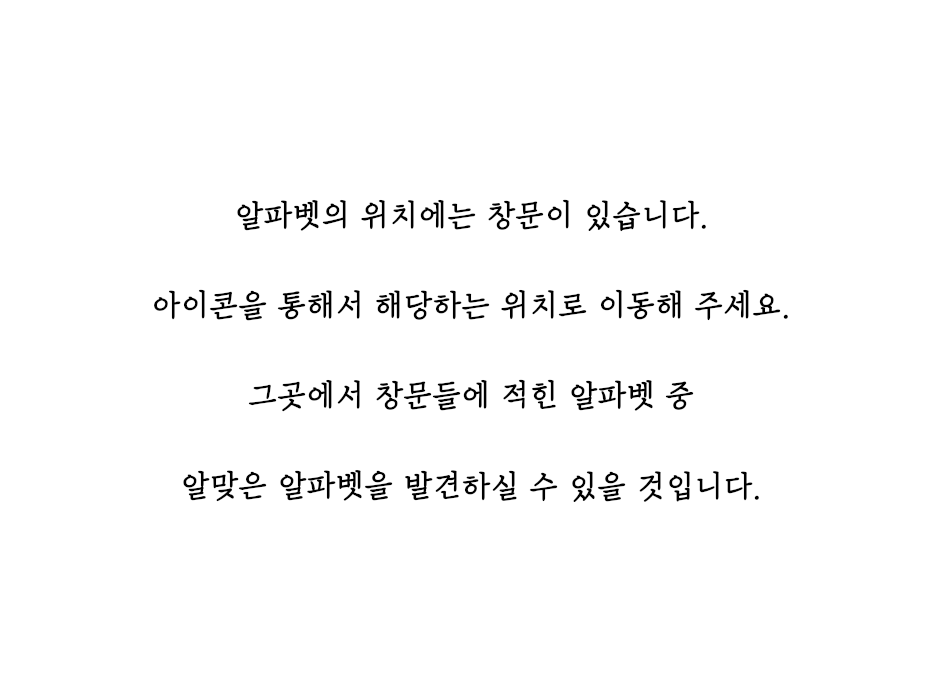 알파벳의 위치에는 창문이 있습니다.
아이콘을 통해서 해당하는 위치로 이동해 주세요.
그곳에서 창문들에 적힌 알파벳 중
알맞은 알파벳을 발견하실 수 있을 것입니다.